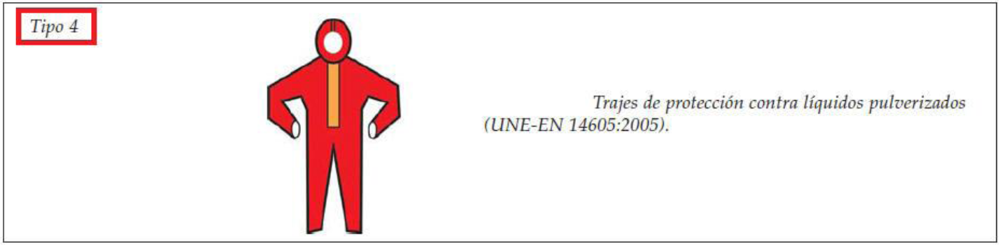 Tipo 4
Trajes de protección contra líquidos pulverizados
(UNE-EN 14605:2005).